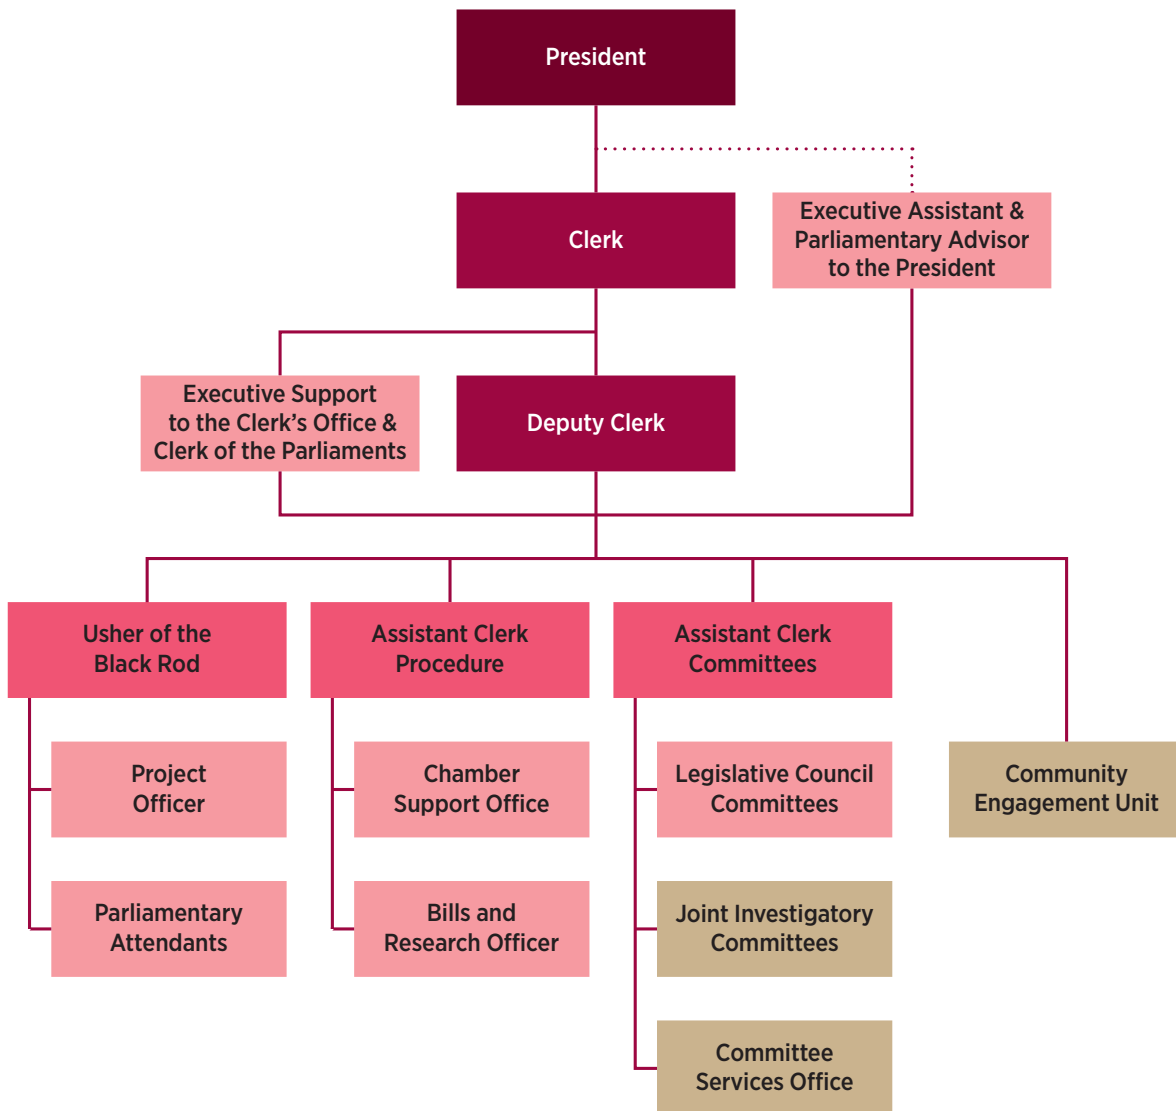 President
Clerk
Executive Assistant &
Parliamentary Advisor
to the President
Executive Support
to the Clerk’s Office &
Clerk of the Parliaments
Deputy Clerk
Usher of the
Black Rod
Assistant Clerk
Procedure
Assistant Clerk
Committees
Project
Officer
Chamber
Support Office
Legislative Council
Committees
Community
Engagement Unit
Parliamentary
Attendants
Bills and
Research Officer
Joint Investigatory
Committees
Committee
Services Office